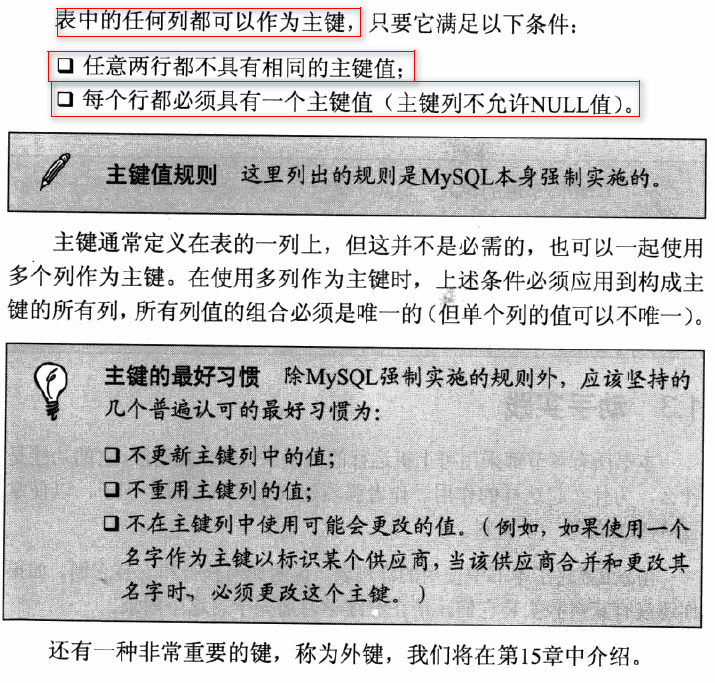 表中的任何列都可以作为主键，只要它满足以下条件：
❑ 任意两行都不具有相同的主键值；
❑ 每个行都必须具有一个主键值（主键列不允许NULL值）。
主键值规则 这里列出的规则是MySQL本身强制实施的。
主键通常定义在表的一列上，但这并不是必需的，也可以一起使用
多个列作为主键。在使用多列作为主键时，上述条件必须应用到构成主
键的所有列，所有列值的组合必须是唯一的（但单个列的值可以不唯一）。
主键的最好习惯 除MySQL强制实施的规则外，应该坚持的
几个普遍认可的最好习惯为：
❑ 不更新主键列中的值；
❑ 不重用主键列的值；
❑ 不在主键列中使用可能会更改的值。（例如，如果使用一个
名字作为主键以标识某个供应商，当该供应商合并和更改其
名字时，必须更改这个主键。）
还有一种非常重要的键，称为外键，我们将在第15章中介绍。